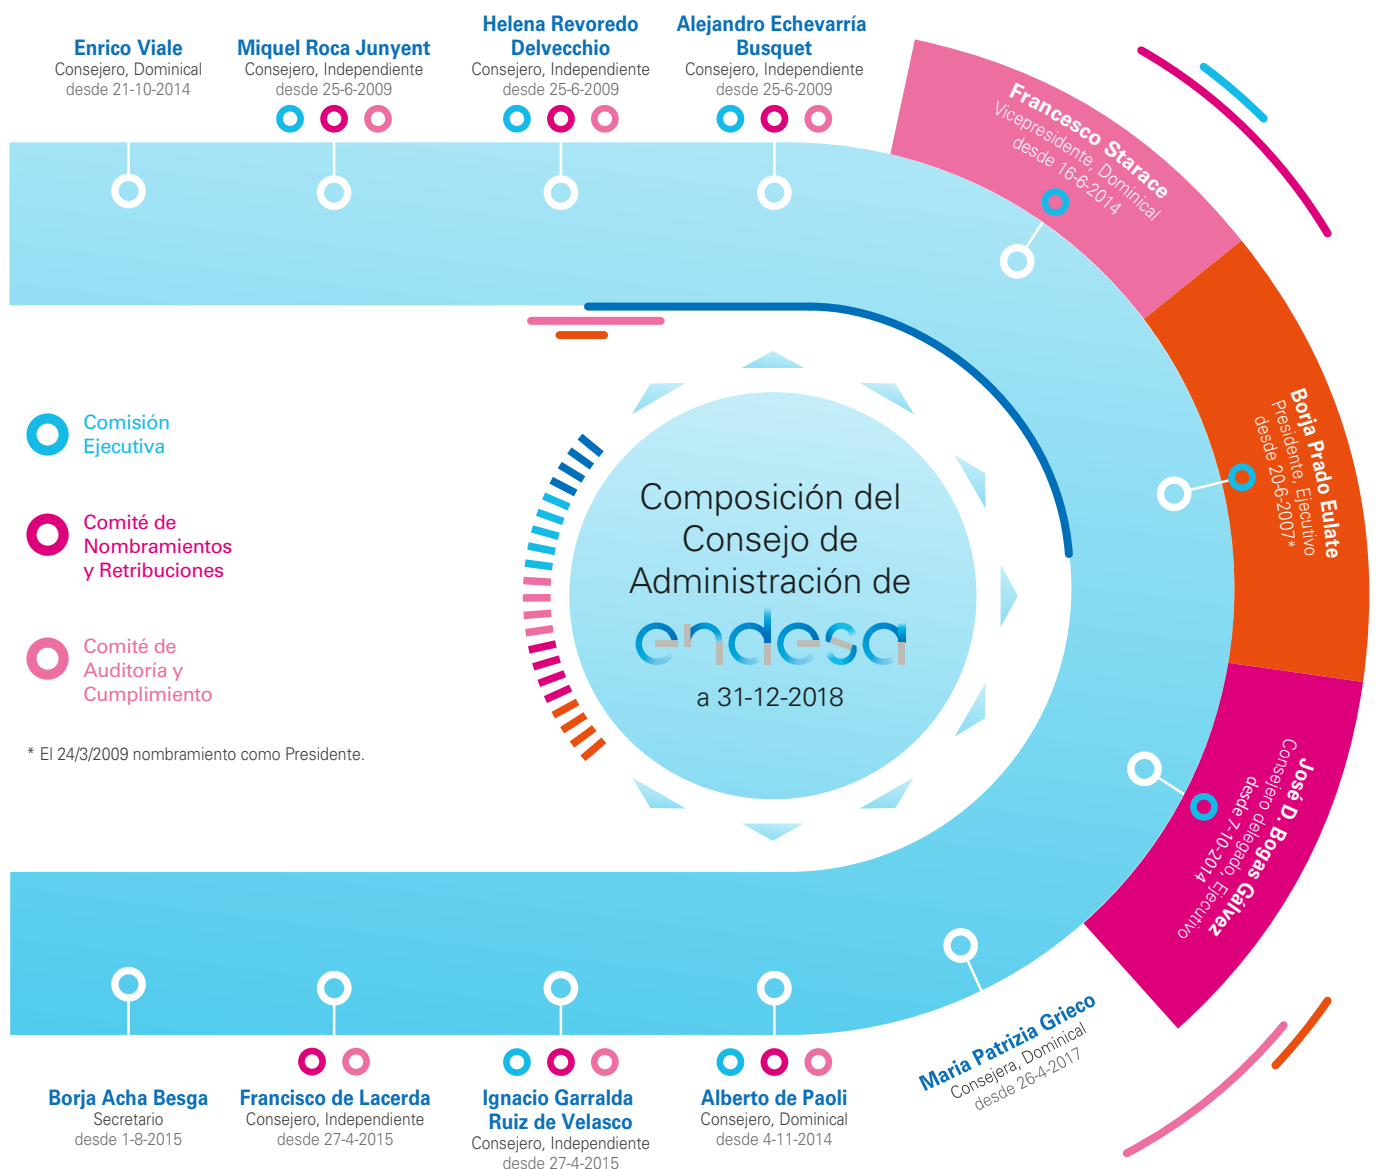 Enrico Viale
Consejero, Dominical
desde 21-10-2014
Miquel Roca Junyent
Consejero, Independiente
desde 25-6-2009
Helena Revoredo
Delvecchio
Consejero, Independiente
desde 25-6-2009
Alejandro Echevarría
Busquet
Consejero, Independiente
desde 25-6-2009
Francesco Starace
Vicepresidente, Dominical
desde 16-6-2014
Borja Prado Eulate
Presidente, Ejecutivo
desde 20-6-2007*
José D. Bogas Gálvez
Consejero delegado, Ejecutivo
desde 7-10-2014
Comisión
Ejecutiva
Comité de
Nombramientos
y Retribuciones
Comité de
Auditoría y
Cumplimiento
* El 24/3/2009 nombramiento como Presidente.
Composición del
Consejo de
Administración de
endesa
a 31-12-2018
Maria Patrizia Grieco
Consejera, Dominical
desde 26-4-2017
Borja Acha Besga
Secretario
desde 1-8-2015
Francisco de Lacerda
Consejero, Independiente
desde 27-4-2015
Ignacio Garralda
Ruiz de Velasco
Consejero, Independiente
desde 27-4-2015
Alberto de Paoli
Consejero, Dominical
desde 4-11-2014